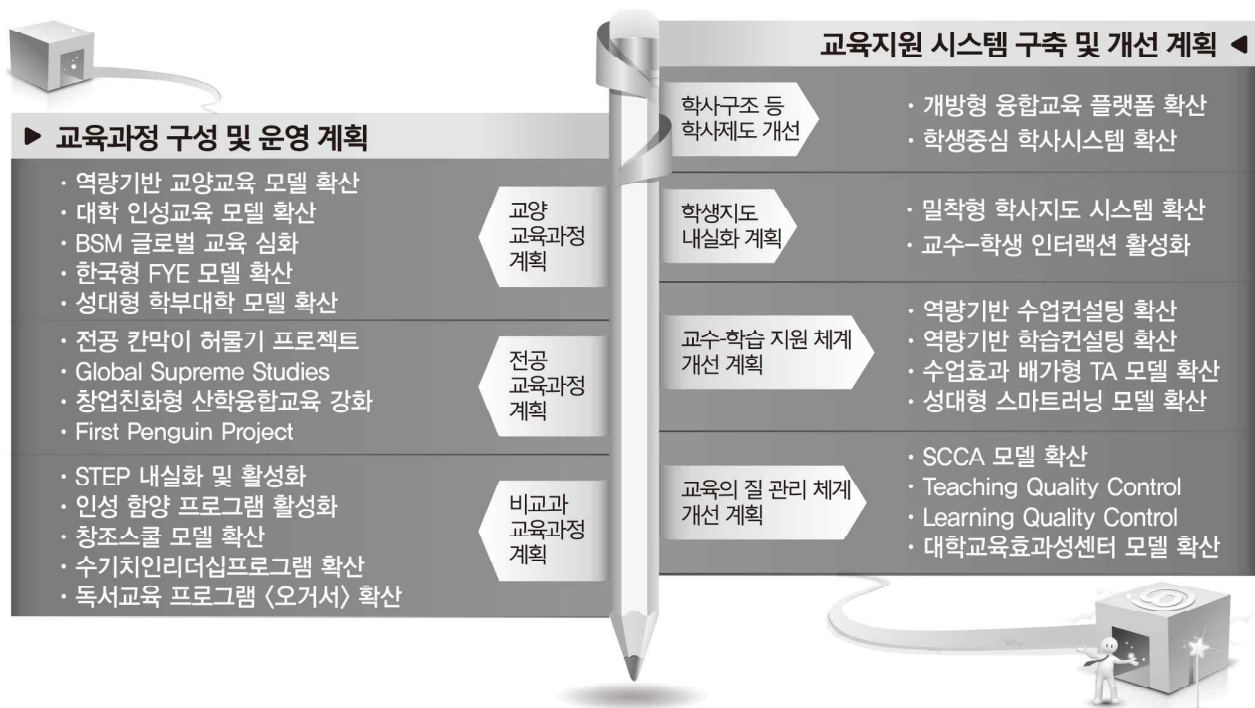 ▶ 교육과정 구성 및 운영 계획
· 역량기반 교양교육 모델 확산
· 대학 인성교육 모델 확산
· BSM 글로벌 교육 심화
· 한국형 FYE 모델 확산
· 성대형 학부대학 모델 확산
교양
교육과정
계획
· 전공 칸막이 허물기 프로젝트
· Global Supreme Studies
· 창업친화형 산학융합교육 강화
· First Penguin Project
전공
교육과정
계획
· STEP 내실화 및 활성화
· 인성 함양 프로그램 활성화
· 창조스쿨 모델 확산
· 수기치인리더십프로그램 확산
· 독서교육 프로그램 〈오거서〉 확산
비교과
교육과정
계획
교육지원 시스템 구축 및 개선 계획 ◀
학사구조 등
학사제도 개선
· 개방형 융합교육 플랫폼 확산
· 학생중심 학사시스템 확산
학생지도
내실화 계획
· 밀착형 학사지도 시스템 확산
· 교수-학생 인터랙션 활성화
교수-학습 지원 체계
개선 계획
· 역량기반 수업컨설팅 확산
· 역량기반 학습컨설팅 확산
· 수업효과 배가형 TA 모델 확산
· 성대형 스마트러닝 모델 확산
교육의 질 관리 체계
개선 계획
· SCCA 모델 확산
· Teaching Quality Control
· Learning Quality Control
· 대학교육효과성센터 모델 확산